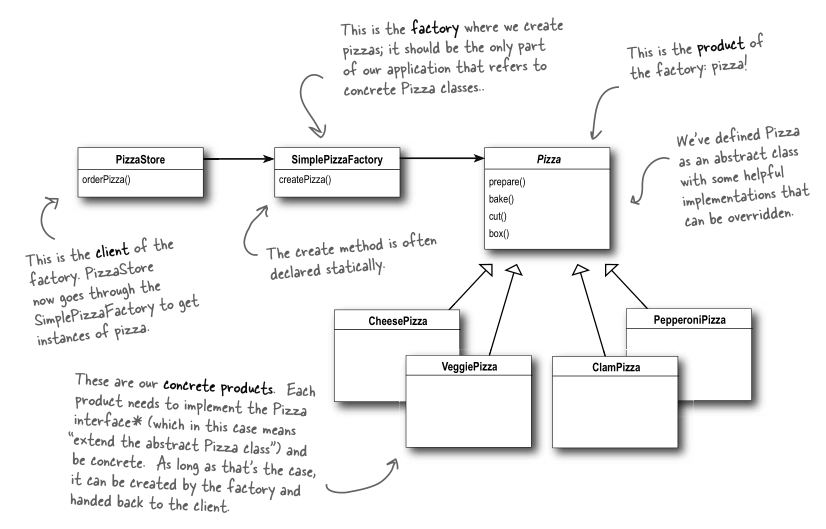 This is the factory where we create
pizzas; it should be the only part
of our application that refers to
concrete Pizza classes..
This is the product of
the factory: pizza!
PizzaStore
orderPizza()
SimplePizzaFactory
createPizza()
Pizza
prepare()
bake()
cut()
box()
We've defined Pizza
as an abstract class
with some helpful
implementations that
can be overridden.
This is the client of the
factory. PizzaStore
now goes through the
SimplePizzaFactory to get
instances of pizza.
The create method is often
declared statically.
CheesePizza
VeggiePizza
ClamPizza
PepperoniPizza
These are our concrete products. Each
product needs to implement the Pizza
interface* (which in this case means
"extend the abstract Pizza class") and
be concrete. As long as that's the case,
it can be created by the factory and
handed back to the client.